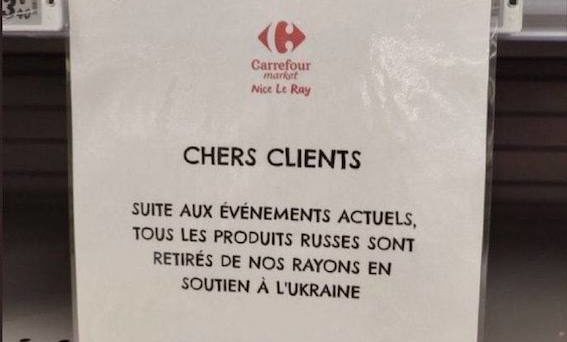 Carrefour
market
Nice Le Ray
CHERS CLIENTS
SUITE AUX ÉVÉNEMENTS ACTUELS,
TOUS LES PRODUITS RUSSES SONT
RETIRÉS DE NOS RAYONS EN
SOUTIEN À L'UKRAINE